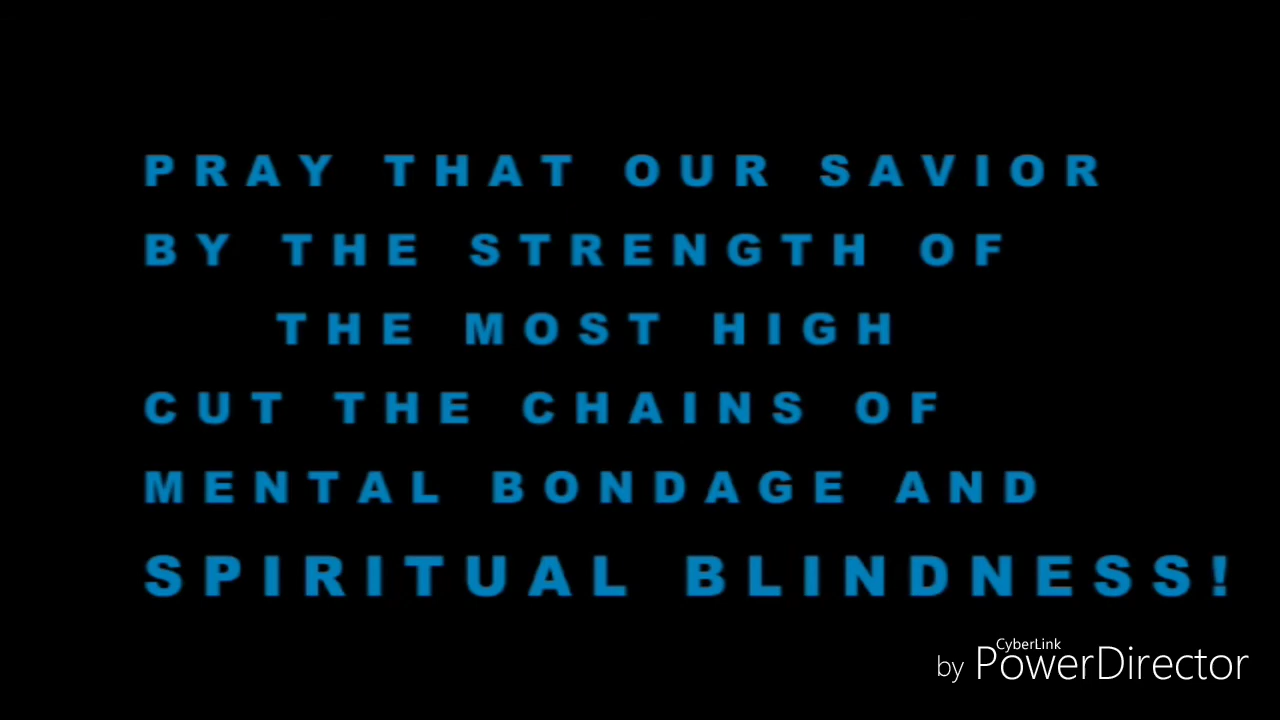 PRAY THAT OUR SAVIOR
BY THE STRENGTH OF
THE MOST HIGH
CUT THE CHAINS OF
MENTAL BONDAGE AND
SPIRITUAL BLINDNESS!
CyberLink
by PowerDirector